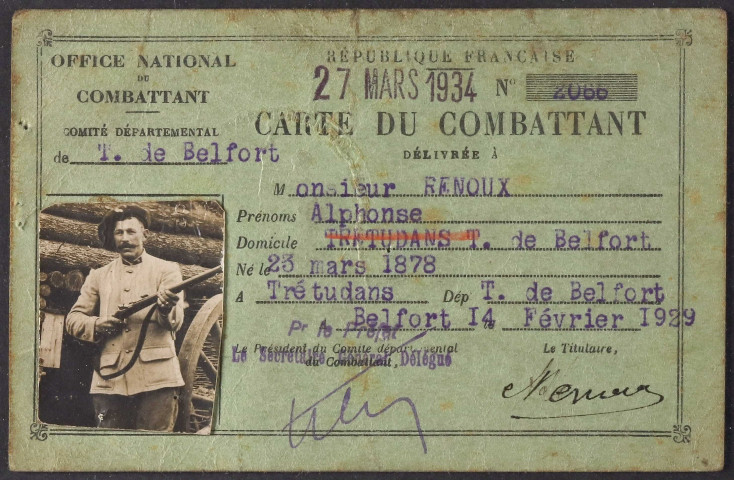 OFFICE NATIONAL
DU
COMBATTANT
COMITÉ DÉPARTEMENTAL
de T. de Belfort
RÉPUBLIQUE FRANÇAISE
27 MARS 1934 N° 2066
CARTE DU COMBATTANT
DÉLIVRÉE À
Monsieur RENOUX
Prénoms Alphonse
Domicile TRETUDANS T. de Belfort
Né le 23 mars 1878
A Trétudans Dép T. de Belfort
A Belfort 14 le Février 1929
Pr le Préfet
Le Président du Comité départemental
du Combattant,
Le Secrétaire Général Délégué
Le Titulaire,